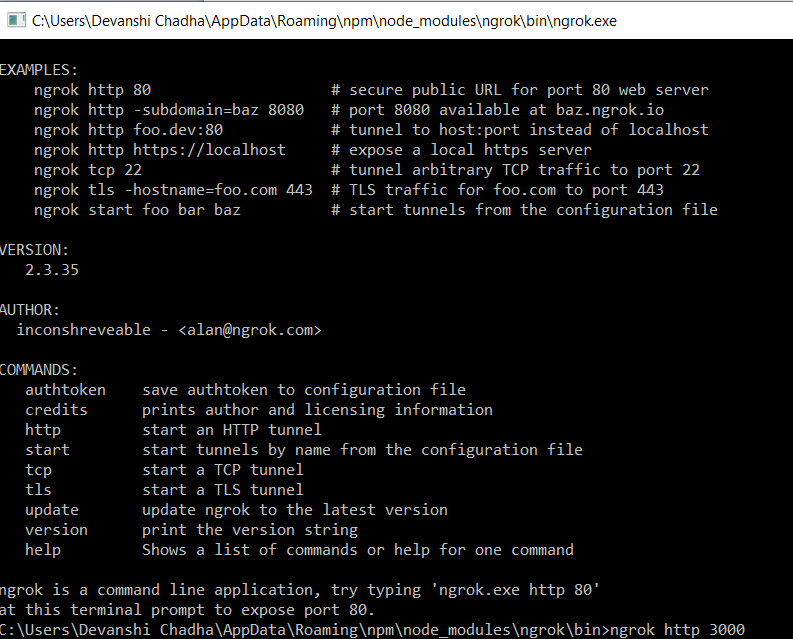 C:\Users\Devanshi Chadha\AppData\Roaming\npm\node_modules\ngrok\bin\ngrok.exe
EXAMPLES:
    ngrok http 80                    # secure public URL for port 80 web server
    ngrok http -subdomain=baz 8080   # port 8080 available at baz.ngrok.io
    ngrok http foo.dev:80            # tunnel to host:port instead of localhost
    ngrok http https://localhost     # expose a local https server
    ngrok tcp 22                     # tunnel arbitrary TCP traffic to port 22
    ngrok tls -hostname=foo.com 443  # TLS traffic for foo.com to port 443
    ngrok start foo bar baz          # start tunnels from the configuration file
VERSION:
   2.3.35
AUTHOR:
  inconshreveable - <alan@ngrok.com>
COMMANDS:
   authtoken    save authtoken to configuration file
   credits      prints author and licensing information
   http         start an HTTP tunnel
   start        start tunnels by name from the configuration file
   tcp          start a TCP tunnel
   tls          start a TLS tunnel
   update       update ngrok to the latest version
   version      print the version string
   help         Shows a list of commands or help for one command
ngrok is a command line application, try typing 'ngrok.exe http 80'
at this terminal prompt to expose port 80.
C:\Users\Devanshi Chadha\AppData\Roaming\npm\node_modules\ngrok\bin>ngrok http 3000